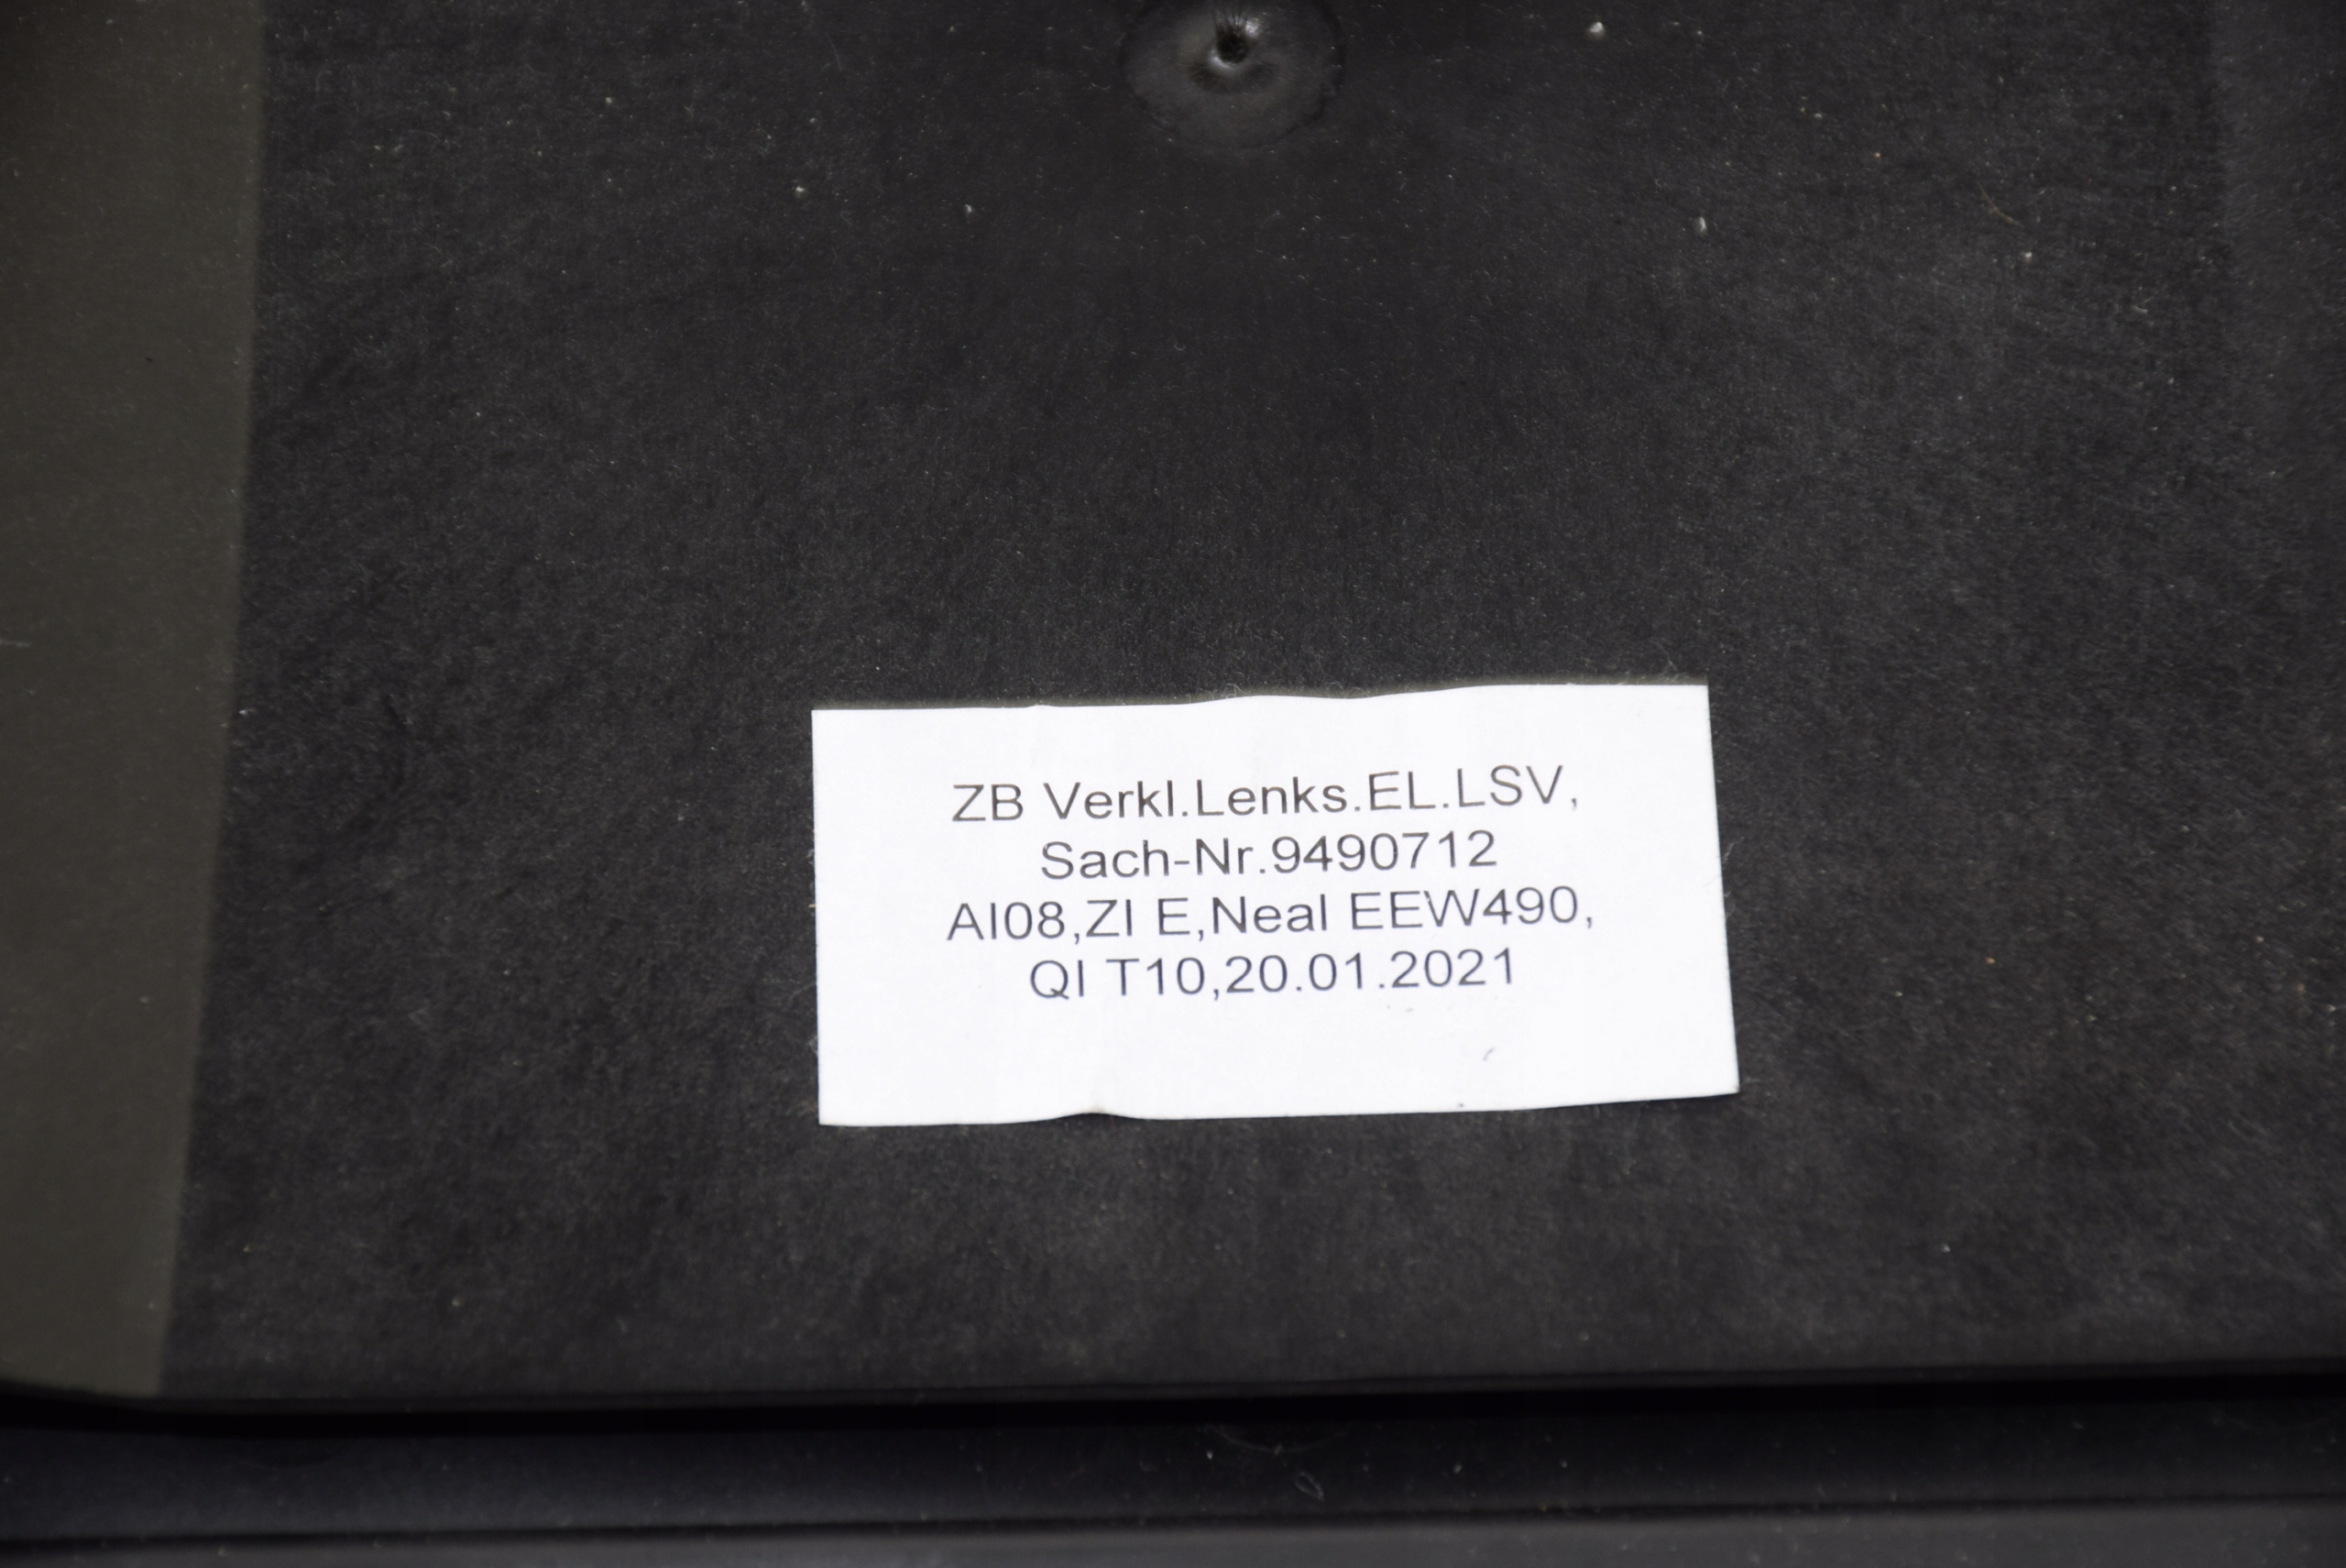 ZB Verkl.Lenks.EL.LSV,
Sach-Nr.9490712
AI08,ZI E,Neal EEW490,
QI T10,20.01.2021